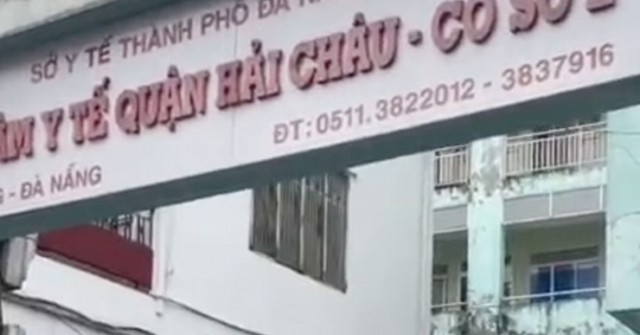 SỞ Y TẾ THÀNH PHỐ ĐÀ
ÂM Y TẾ QUẬN HẢI CHÂU - CƠ SỞ
ĐT: 0511.3822012 - 3837916
- ĐÀ NẴNG